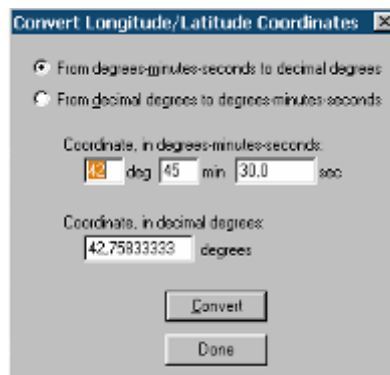 Convert Longitude/Latitude Coordinates
From degrees-minutes-seconds to decimal degrees
From decimal degrees to degrees-minutes-seconds
Coordinate, in degrees-minutes-seconds:
42 deg 45 min 30.0 sec
Coordinate, in decimal degrees:
42.75833333 degrees
Convert
Done